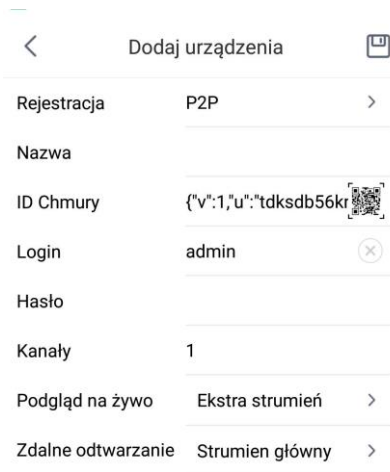 Dodaj urządzenia
Rejestracja P2P
Nazwa
ID Chmury {"v":1,"u":"tdksdb56kr
Login admin
Hasło
Kanały 1
Podgląd na żywo Ekstra strumień
Zdalne odtwarzanie Strumien główny